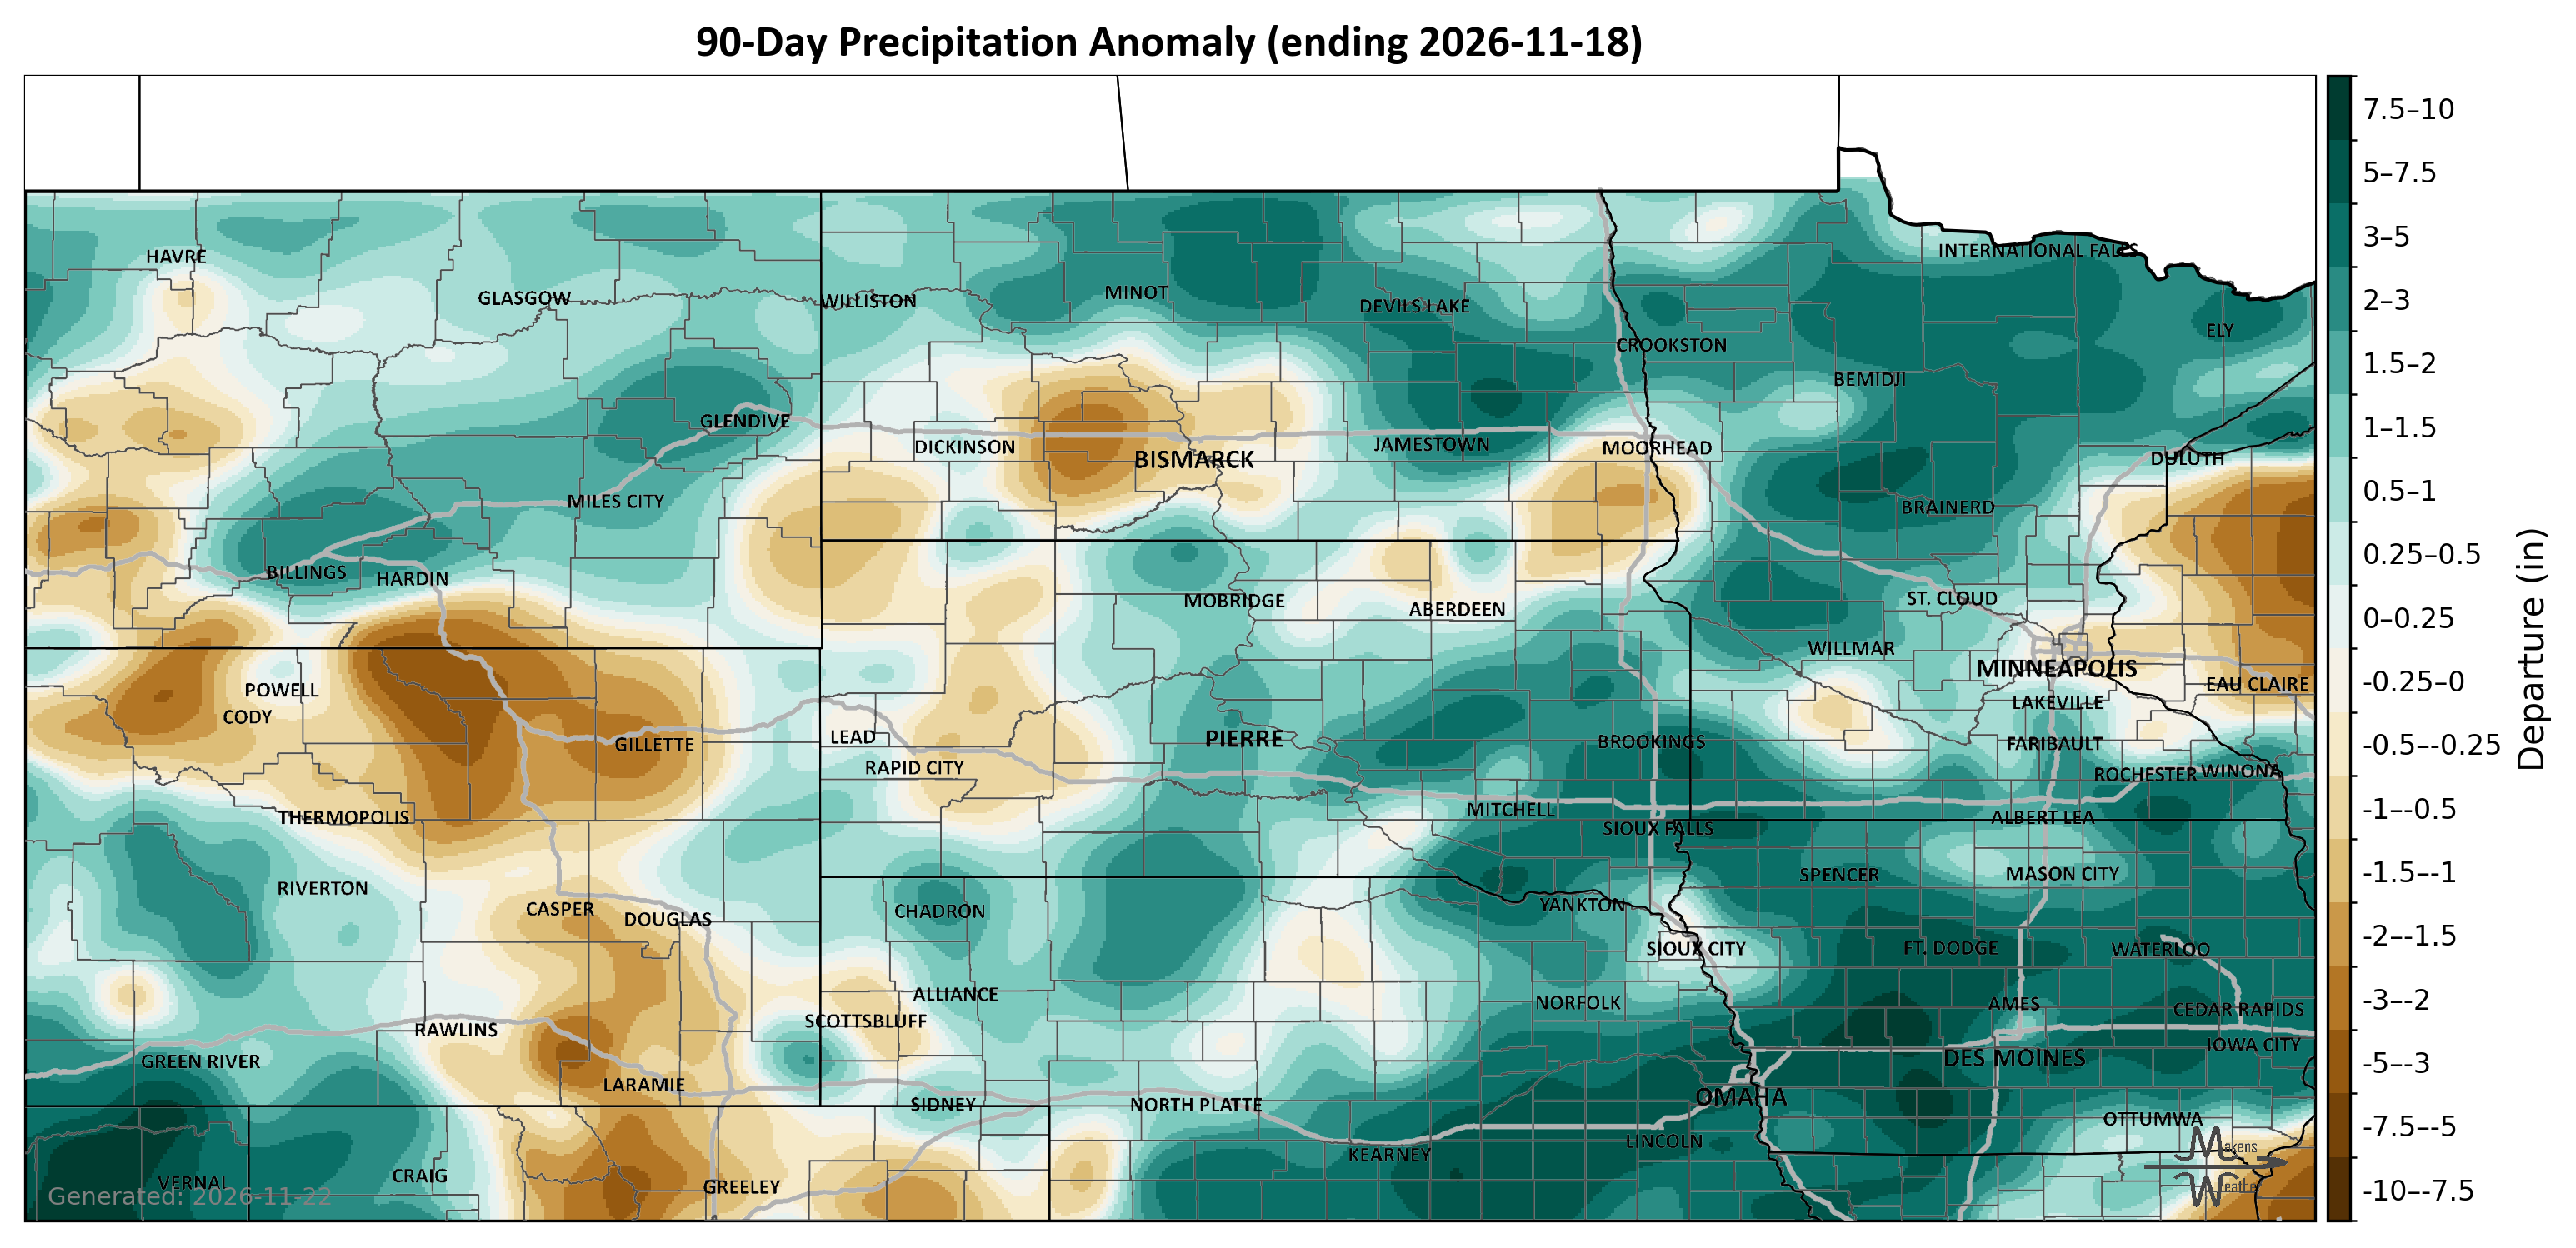 90-Day Precipitation Anomaly (ending 2026-11-18)
HAVRE
GLASGOW
WILLISTON
MINOT
DEVILS LAKE
INTERNATIONAL FALLS
ELY
CROOKSTON
BEMIDJI
GLENDIVE
DICKINSON
BISMARCK
JAMESTOWN
MOORHEAD
DULUTH
MILES CITY
BRAINERD
BILLINGS
HARDIN
MOBRIDGE
ABERDEEN
ST. CLOUD
WILLMAR
MINNEAPOLIS
EAU CLAIRE
POWELL
CODY
LAKEVILLE
GILLETTE
LEAD
PIERRE
BROOKINGS
FARIBAULT
RAPID CITY
ROCHESTER
WINONA
THERMOPOLIS
MITCHELL
SIOUX FALLS
ALBERT LEA
RIVERTON
SPENCER
MASON CITY
CASPER
DOUGLAS
CHADRON
YANKTON
SIOUX CITY
FT. DODGE
WATERLOO
ALLIANCE
NORFOLK
AMES
CEDAR RAPIDS
RAWLINS
SCOTTSBLUFF
IOWA CITY
GREEN RIVER
DES MOINES
LARAMIE
OMAHA
SIDNEY
NORTH PLATTE
OTTUMWA
LINCOLN
KEARNEY
VERNAL
CRAIG
GREELEY
Generated: 2026-11-22
Makens
Weather
7.5–10
5–7.5
3–5
2–3
1.5–2
1–1.5
0.5–1
0.25–0.5
0–0.25
-0.25–0
-0.5–-0.25
-1–-0.5
-1.5–-1
-2–-1.5
-3–-2
-5–-3
-7.5–-5
-10–-7.5
Departure (in)